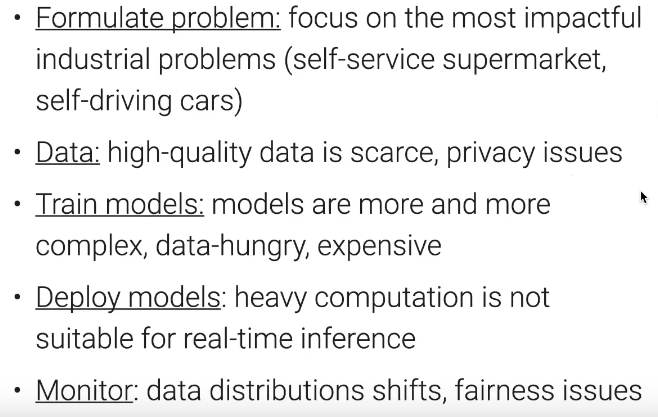 • Formulate problem: focus on the most impactful
industrial problems (self-service supermarket,
self-driving cars)
• Data: high-quality data is scarce, privacy issues
• Train models: models are more and more
complex, data-hungry, expensive
• Deploy models: heavy computation is not
suitable for real-time inference
• Monitor: data distributions shifts, fairness issues